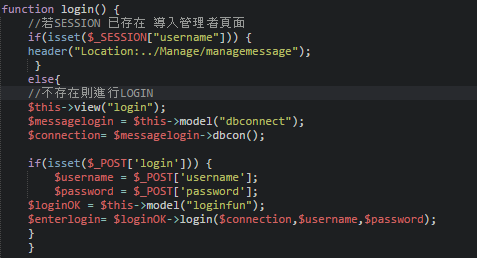 function login() {
//若SESSION 已存在 導入管理者頁面
if(isset($_SESSION["username"])) {
header("Location:../Manage/managemessage");
}
else{
//不存在則進行LOGIN
$this->view("login");
$messagelogin = $this->model("dbconnect");
$connection= $messagelogin->dbcon();
if(isset($_POST['login'])) {
$username = $_POST['username'];
$password = $_POST['password'];
$loginOK = $this->model("loginfun");
$enterlogin= $loginOK->login($connection,$username,$password);
}
}